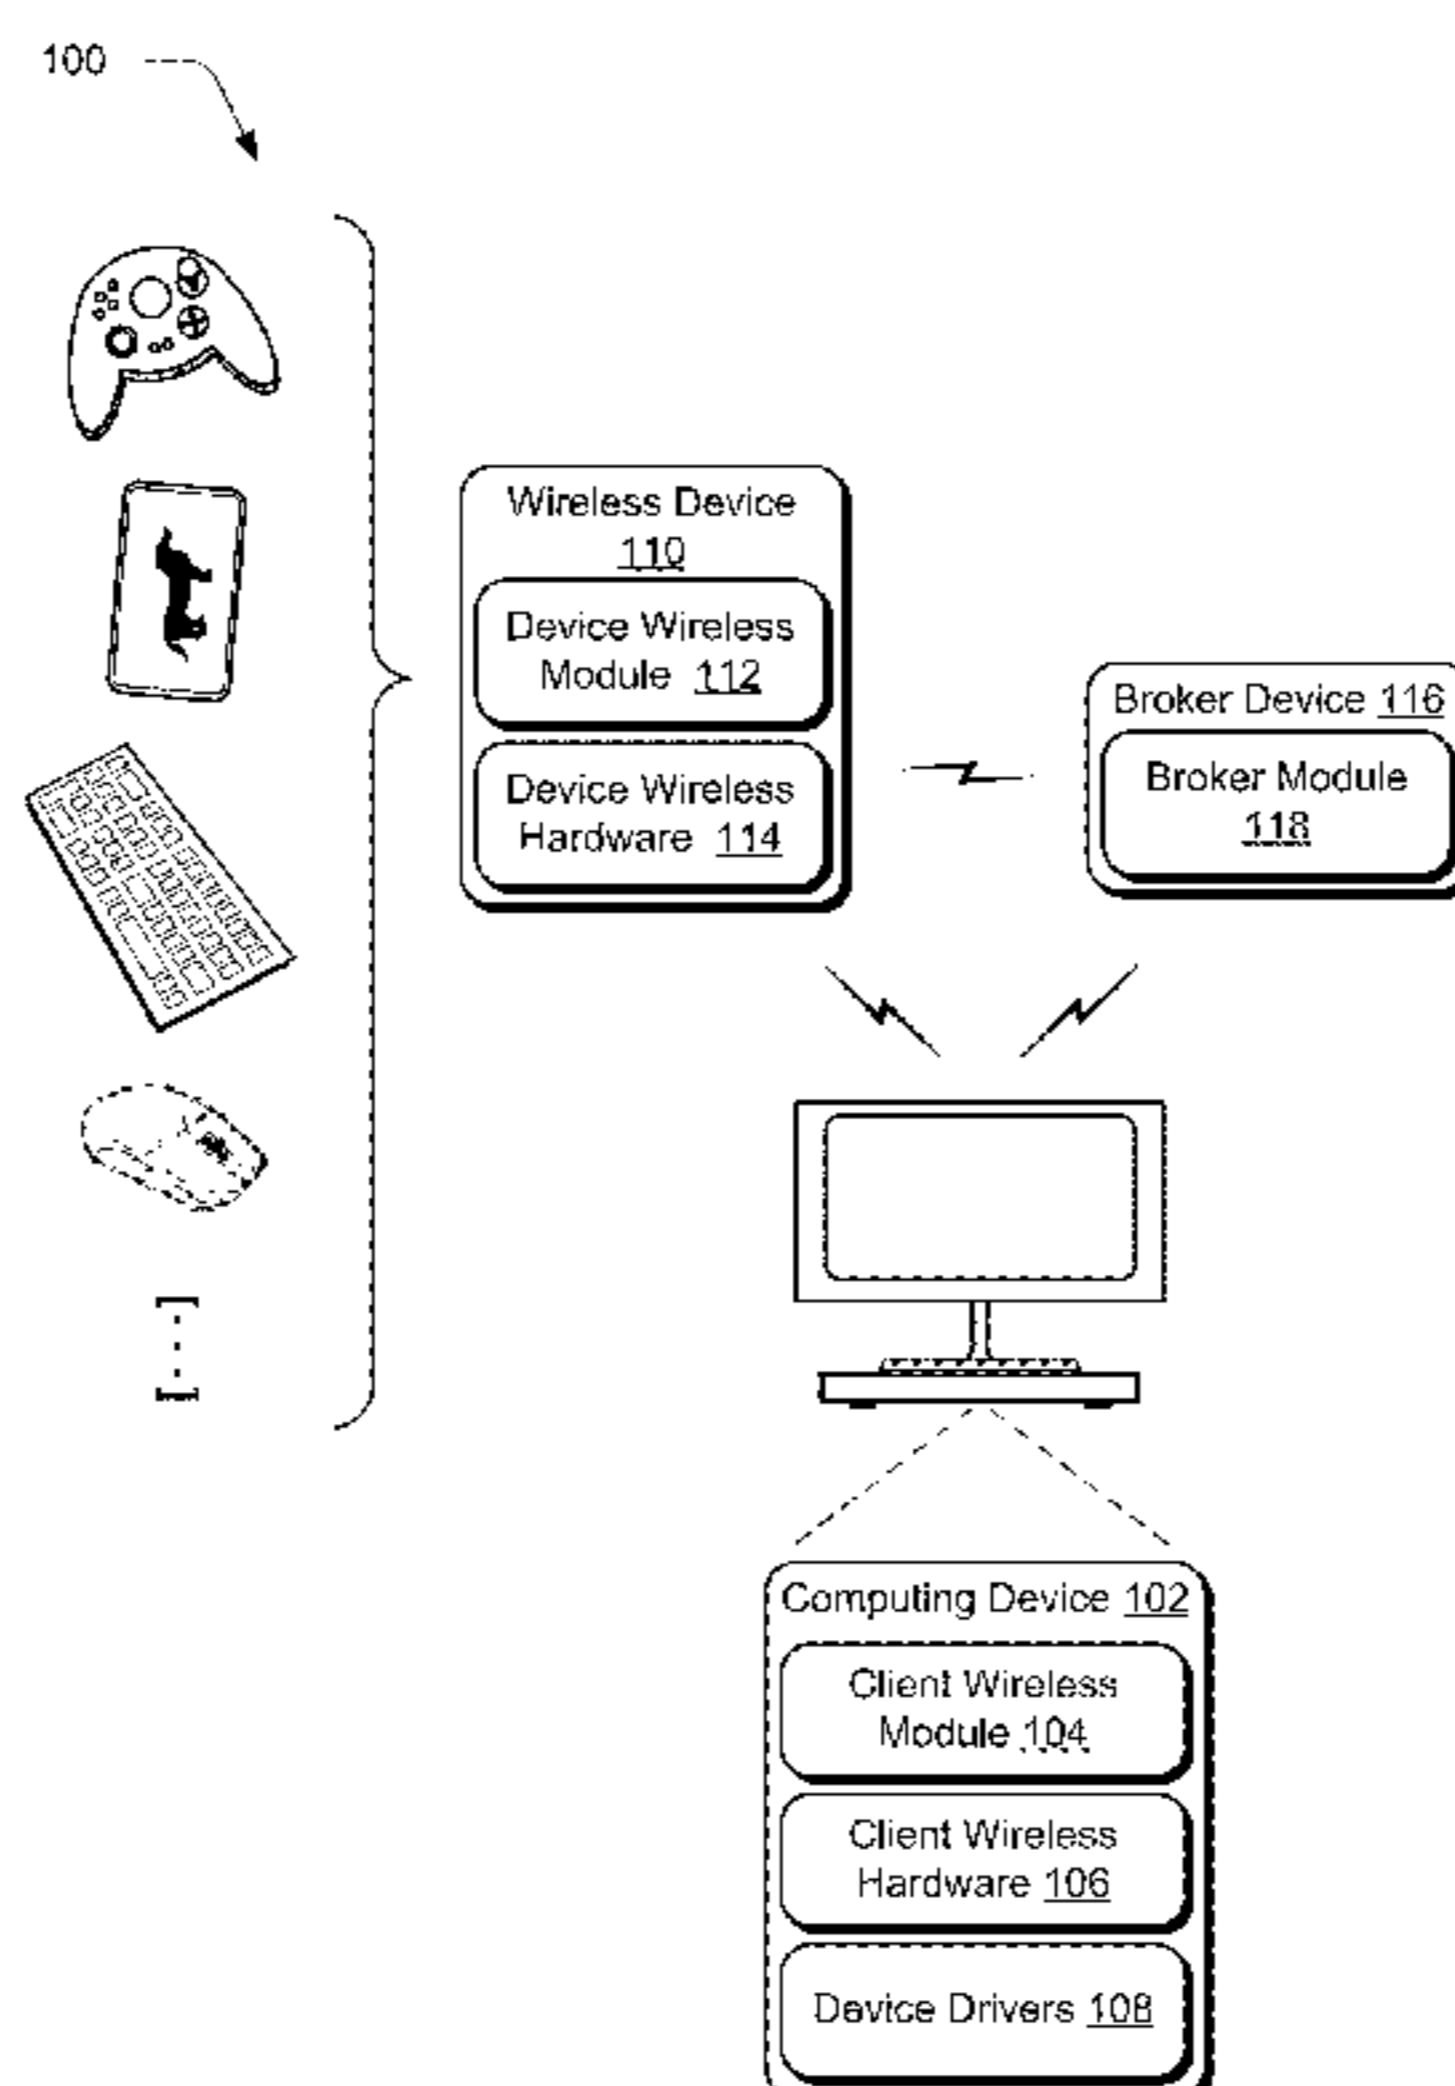 100
Wireless Device
110
Device Wireless
Module 112
Device Wireless
Hardware 114
Broker Device 116
Broker Module
118
Computing Device 102
Client Wireless
Module 104
Client Wireless
Hardware 106
Device Drivers 108